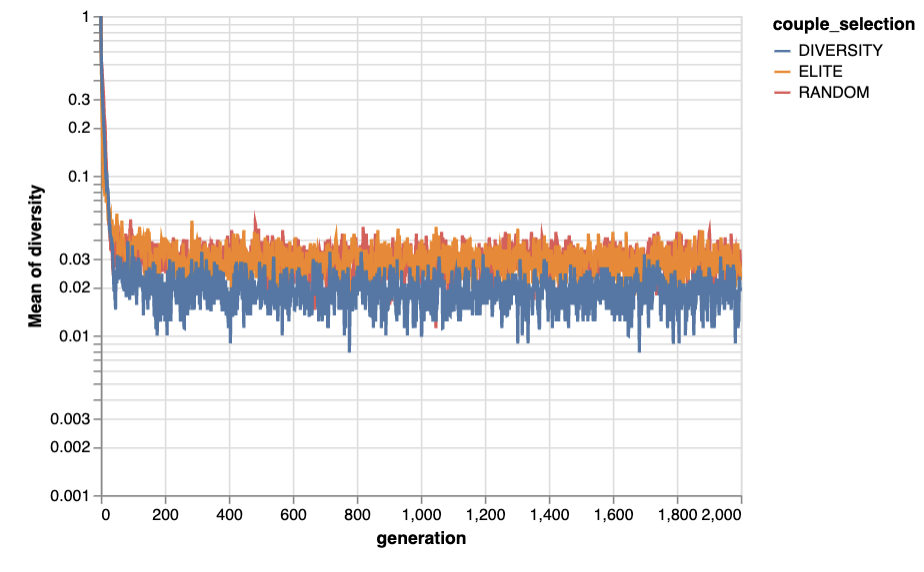 couple_selection
DIVERSITY
ELITE
RANDOM
Mean of diversity
1
0.3
0.2
0.1
0.03
0.02
0.01
0.003
0.002
0.001
0 200 400 600 800 1,000 1,200 1,400 1,600 1,800 2,000
generation